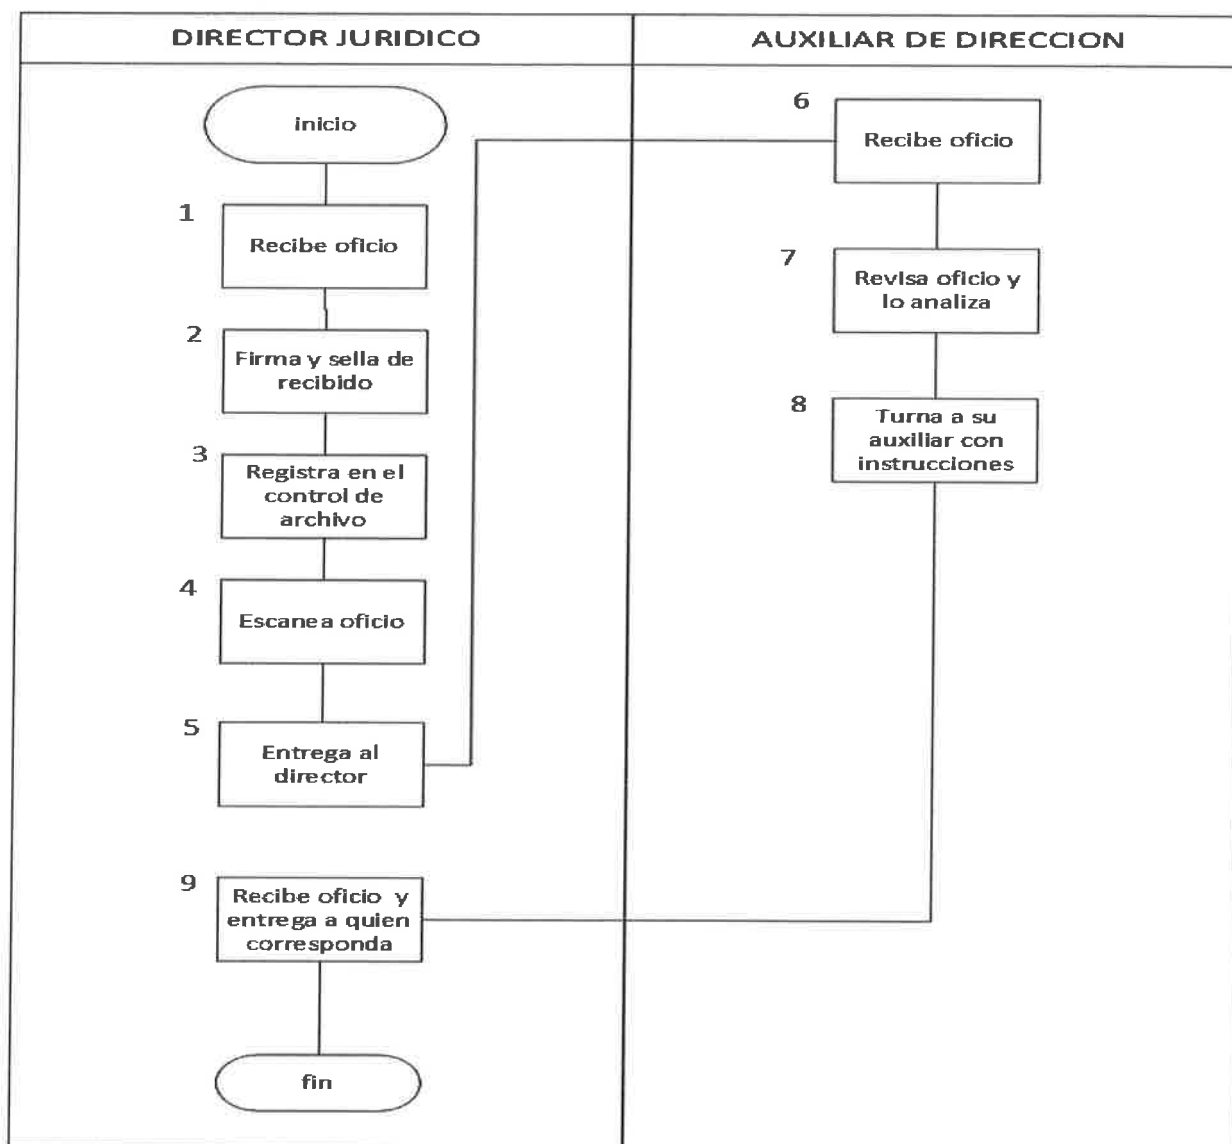 DIRECTOR JURIDICO
AUXILIAR DE DIRECCION
inicio
1
Recibe oficio
2
Firma y sella de
recibido
3
Registra en el
control de
archivo
4
Escanea oficio
5
Entrega al
director
6
Recibe oficio
7
Revisa oficio y
lo analiza
8
Turna a su
auxiliar con
instrucciones
9
Recibe oficio y
entrega a quien
corresponda
fin